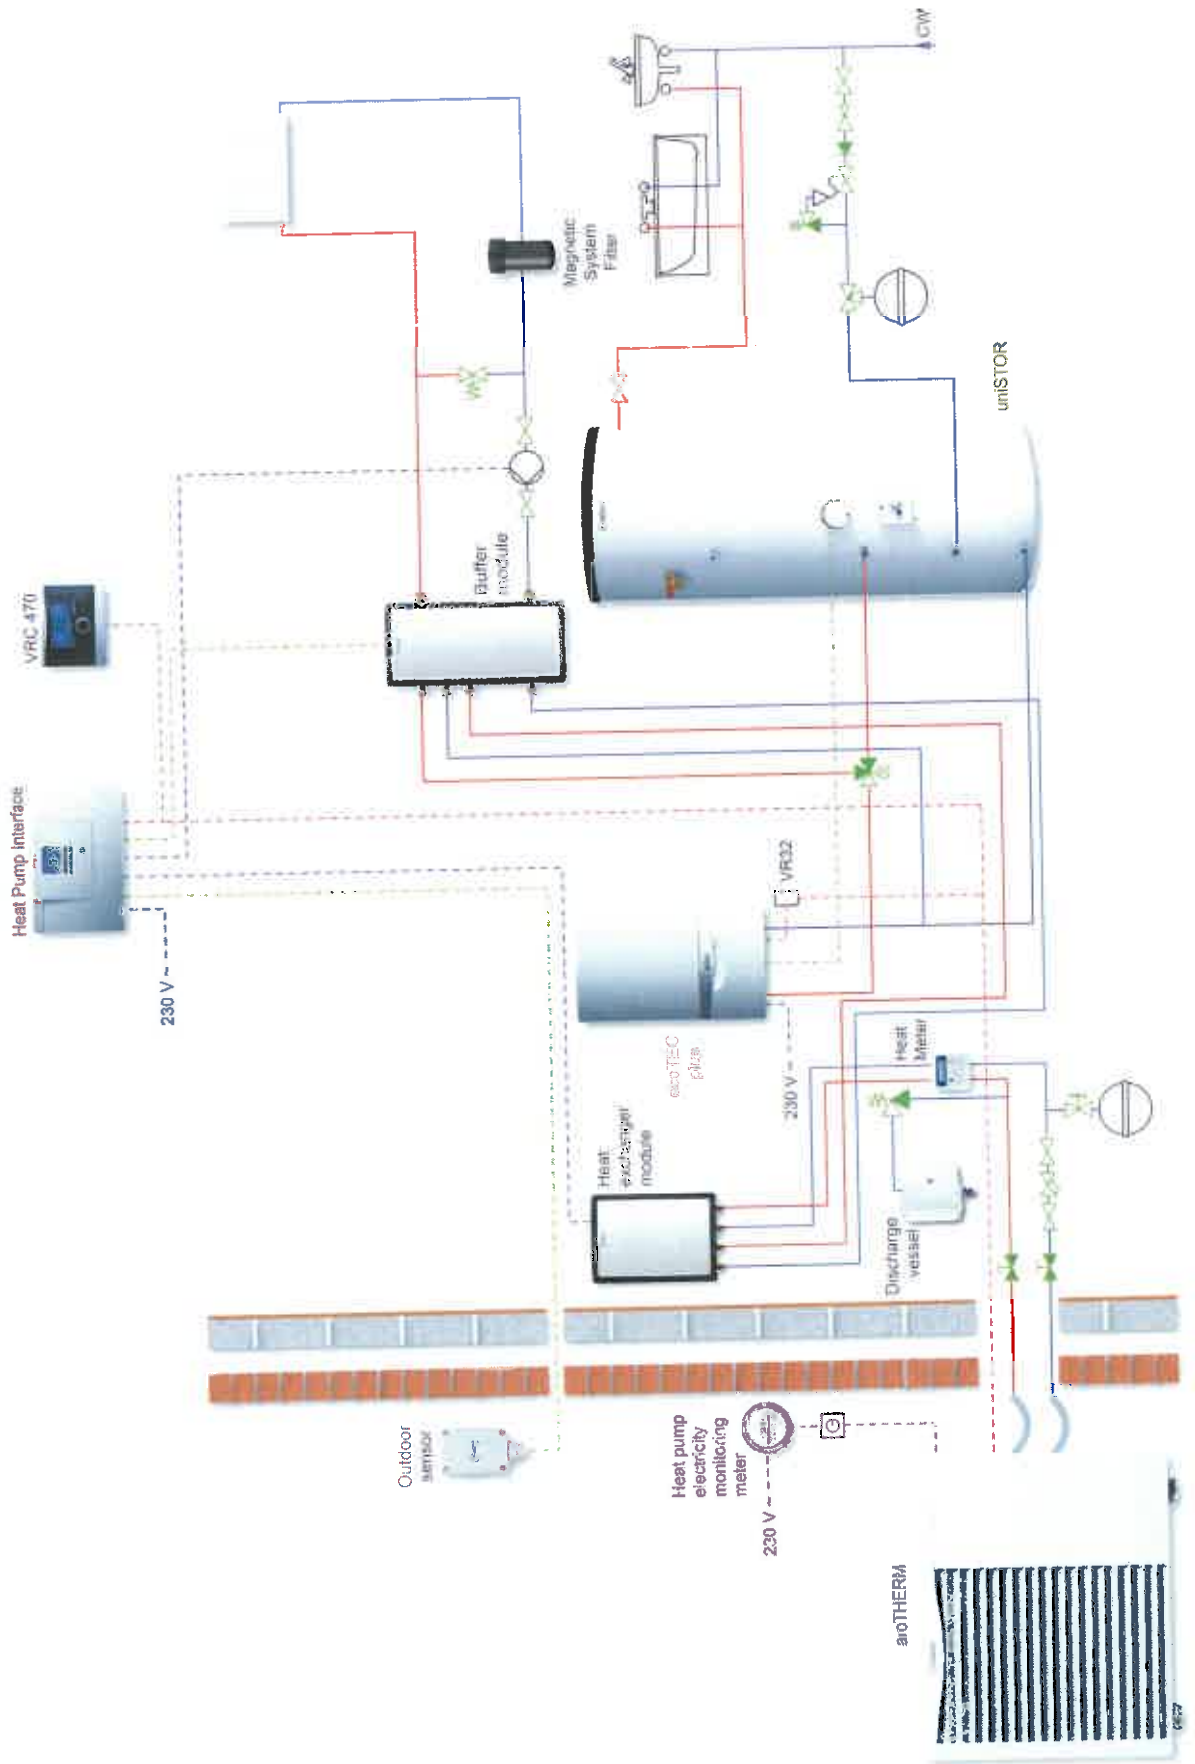 aroTHERM
230 V ~
Heat pump
electricity
monitoring
meter
Outdoor
sensor
Discharge
vessel
Heat
exchanger
module
230 V ~
Heat
Meter
ecoTEC
plus
VR32
230 V ~
Heat Pump Interface
VRC 470
Buffer
module
uniSTOR
Magnetic
System
Filter
CW